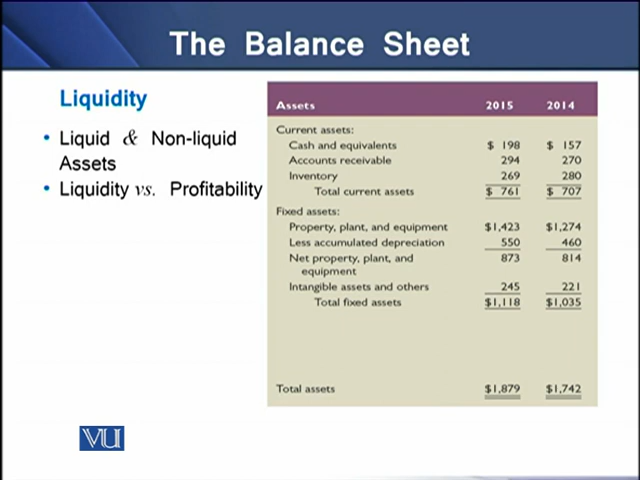 The Balance Sheet
Liquidity
• Liquid & Non-liquid
Assets
• Liquidity vs. Profitability
Assets 2015 2014
Current assets:
Cash and equivalents $ 198 $ 157
Accounts receivable 294 270
Inventory 269 280
Total current assets $ 761 $ 707
Fixed assets:
Property, plant, and equipment $1,423 $1,274
Less accumulated depreciation 550 460
Net property, plant, and 873 814
equipment
Intangible assets and others 245 221
Total fixed assets $1,118 $1,035
Total assets $1,879 $1,742
VU